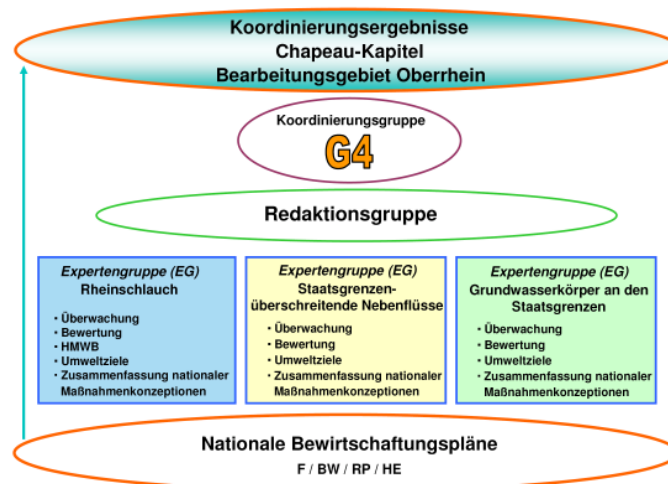 Koordinierungsergebnisse
Chapeau-Kapitel
Bearbeitungsgebiet Oberrhein
Koordinierungsgruppe
G4
Redaktionsgruppe
Expertengruppe (EG)
Rheinschlauch
· Überwachung
· Bewertung
· HMWB
· Umweltziele
· Zusammenfassung nationaler
Maßnahmenkonzeptionen
Expertengruppe (EG)
Staatsgrenzen-
überschreitende Nebenflüsse
· Überwachung
· Bewertung
· Umweltziele
· Zusammenfassung nationaler
Maßnahmenkonzeptionen
Expertengruppe (EG)
Grundwasserkörper an den
Staatsgrenzen
· Überwachung
· Bewertung
· Umweltziele
· Zusammenfassung nationaler
Maßnahmenkonzeptionen
Nationale Bewirtschaftungspläne
F / BW / RP / HE